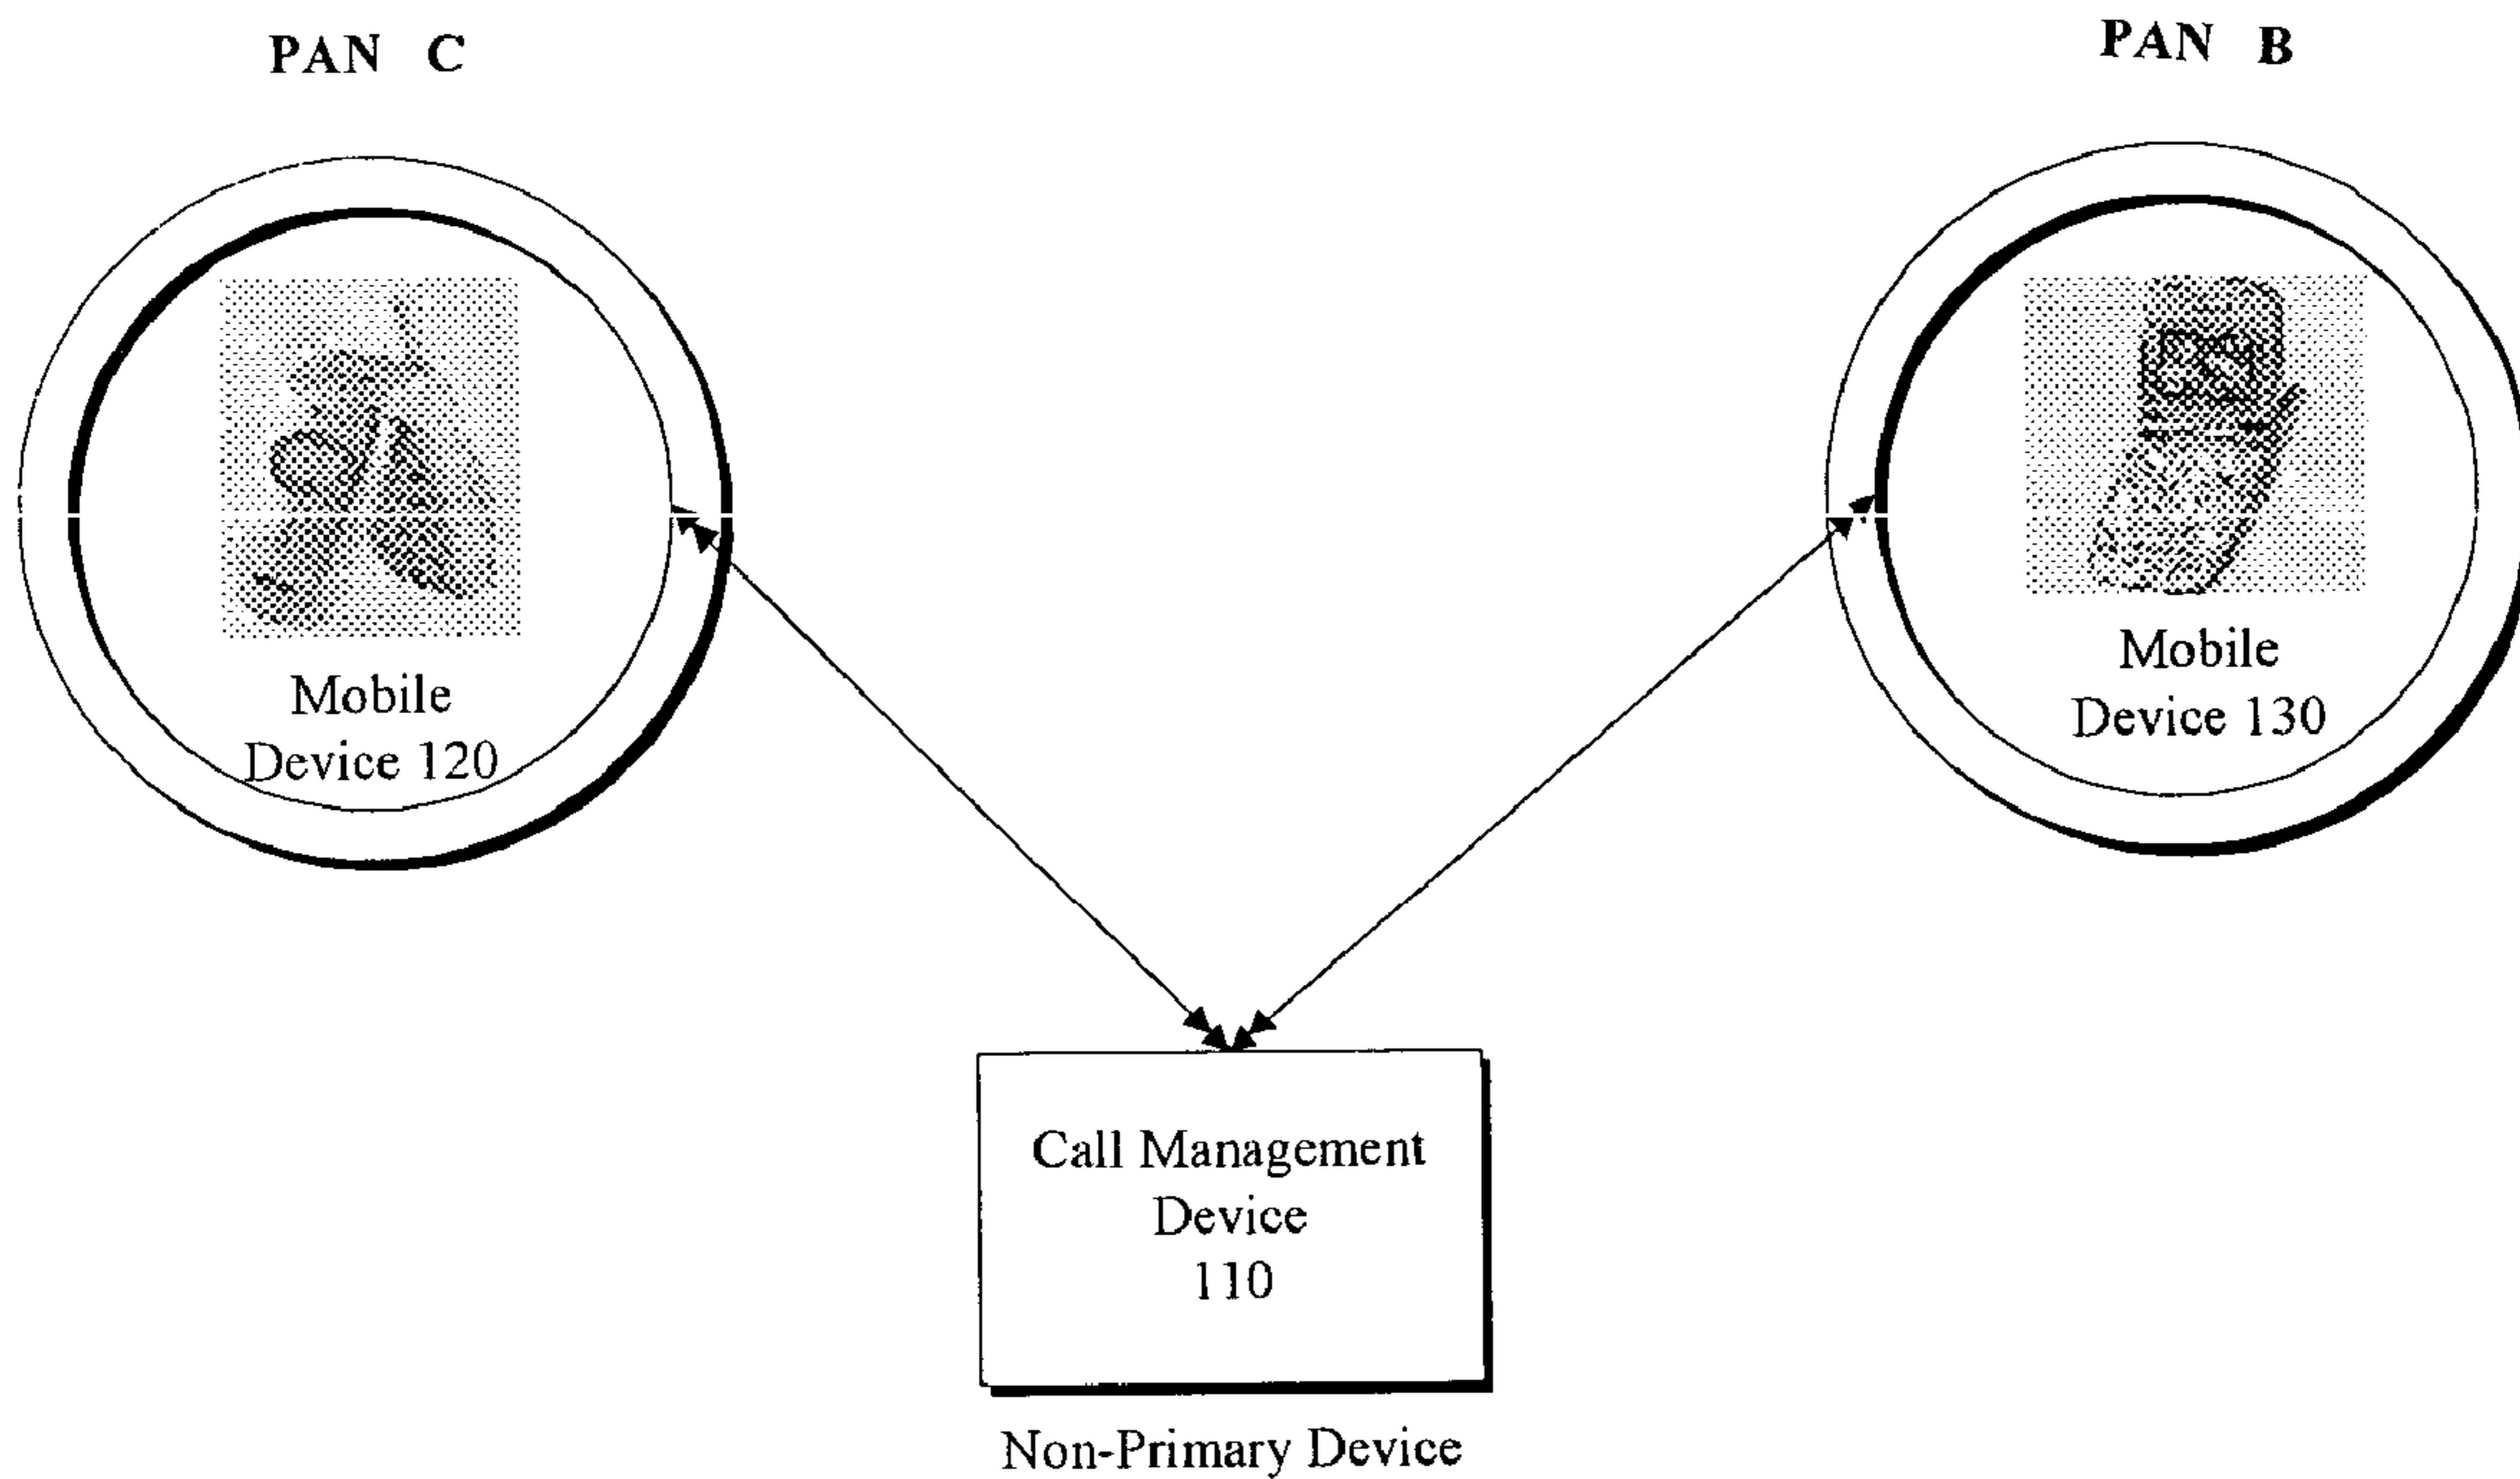 PAN C
PAN B
Mobile
Device 120
Mobile
Device 130
Call Management
Device
110
Non-Primary Device